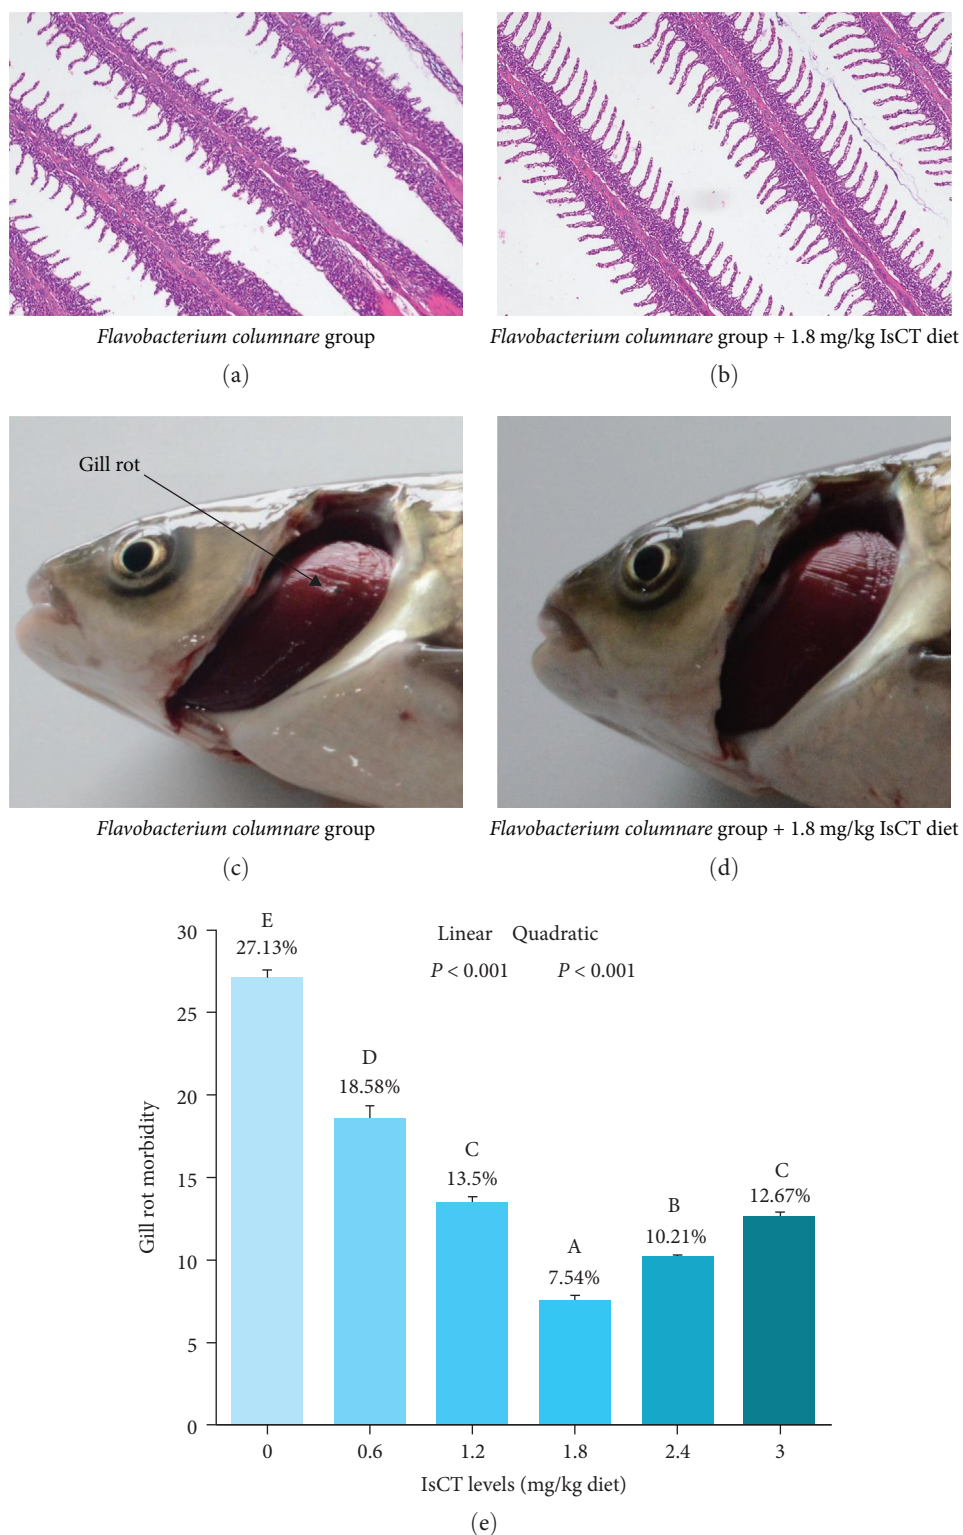 Flavobacterium columnare group
(a)
Flavobacterium columnare group + 1.8 mg/kg IsCT diet
(b)
Gill rot
Flavobacterium columnare group
(c)
Flavobacterium columnare group + 1.8 mg/kg IsCT diet
(d)
Linear Quadratic
P < 0.001 P < 0.001
Gill rot morbidity
30
25
20
15
10
5
0
E
27.13%
D
18.58%
C
13.5%
A
7.54%
B
10.21%
C
12.67%
0 0.6 1.2 1.8 2.4 3
IsCT levels (mg/kg diet)
(e)